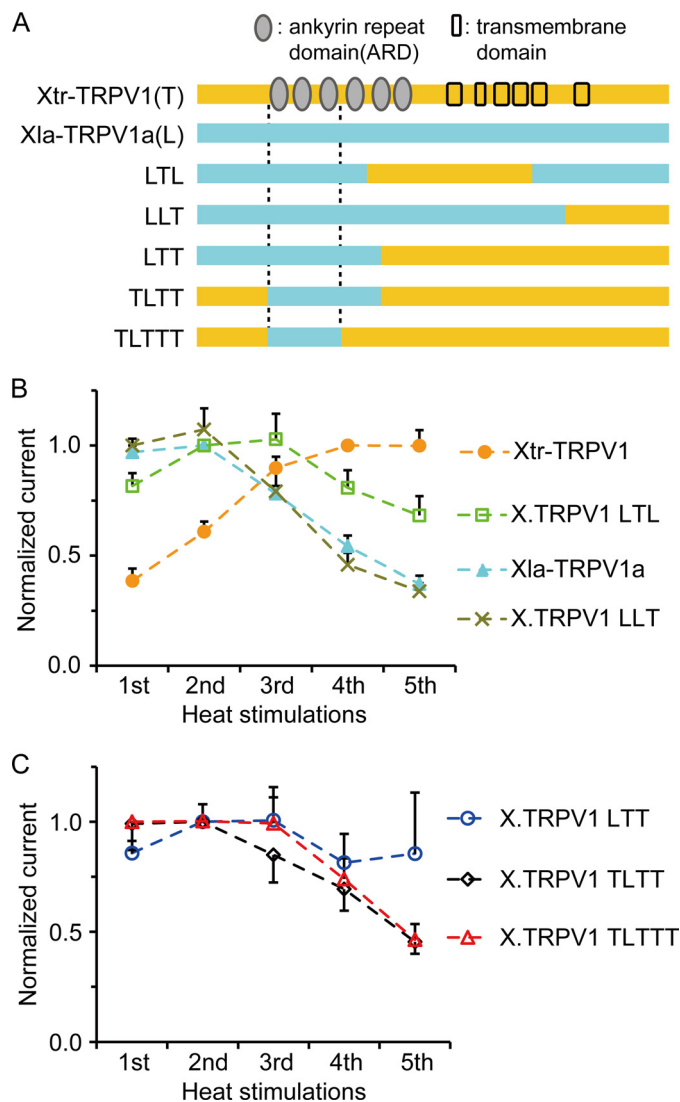 A
: ankyrin repeat
domain(ARD)
: transmembrane
domain
Xtr-TRPV1(T)
Xla-TRPV1a(L)
LTL
LLT
LTT
TLTT
TLTTT
B
Normalized current
1.0
0.5
0.0
1st 2nd 3rd 4th 5th
Heat stimulations
Xtr-TRPV1
X.TRPV1 LTL
Xla-TRPV1a
X.TRPV1 LLT
C
Normalized current
1.0
0.5
0.0
1st 2nd 3rd 4th 5th
Heat stimulations
X.TRPV1 LTT
X.TRPV1 TLTT
X.TRPV1 TLTTT